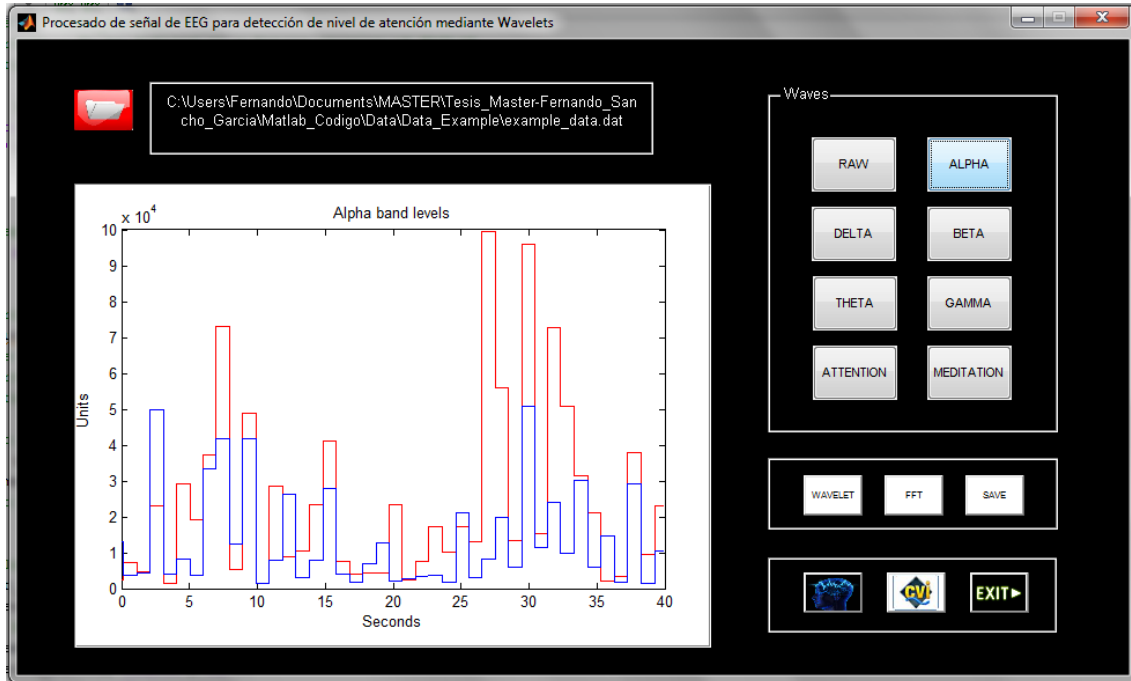 Procesado de señal de EEG para detección de nivel de atención mediante Wavelets
C:\Users\Fernando\Documents\MASTER\Tesis_Master-Fernando_San
cho_Garcia\Matlab_Codigo\Data\Data_Example\example_data.dat
Waves
RAW
ALPHA
DELTA
BETA
THETA
GAMMA
ATTENTION
MEDITATION
Alpha band levels
x 10^4
10
9
8
7
6
5
4
3
2
1
0
Units
0 5 10 15 20 25 30 35 40
Seconds
WAVELET
FFT
SAVE
CVI
EXIT►